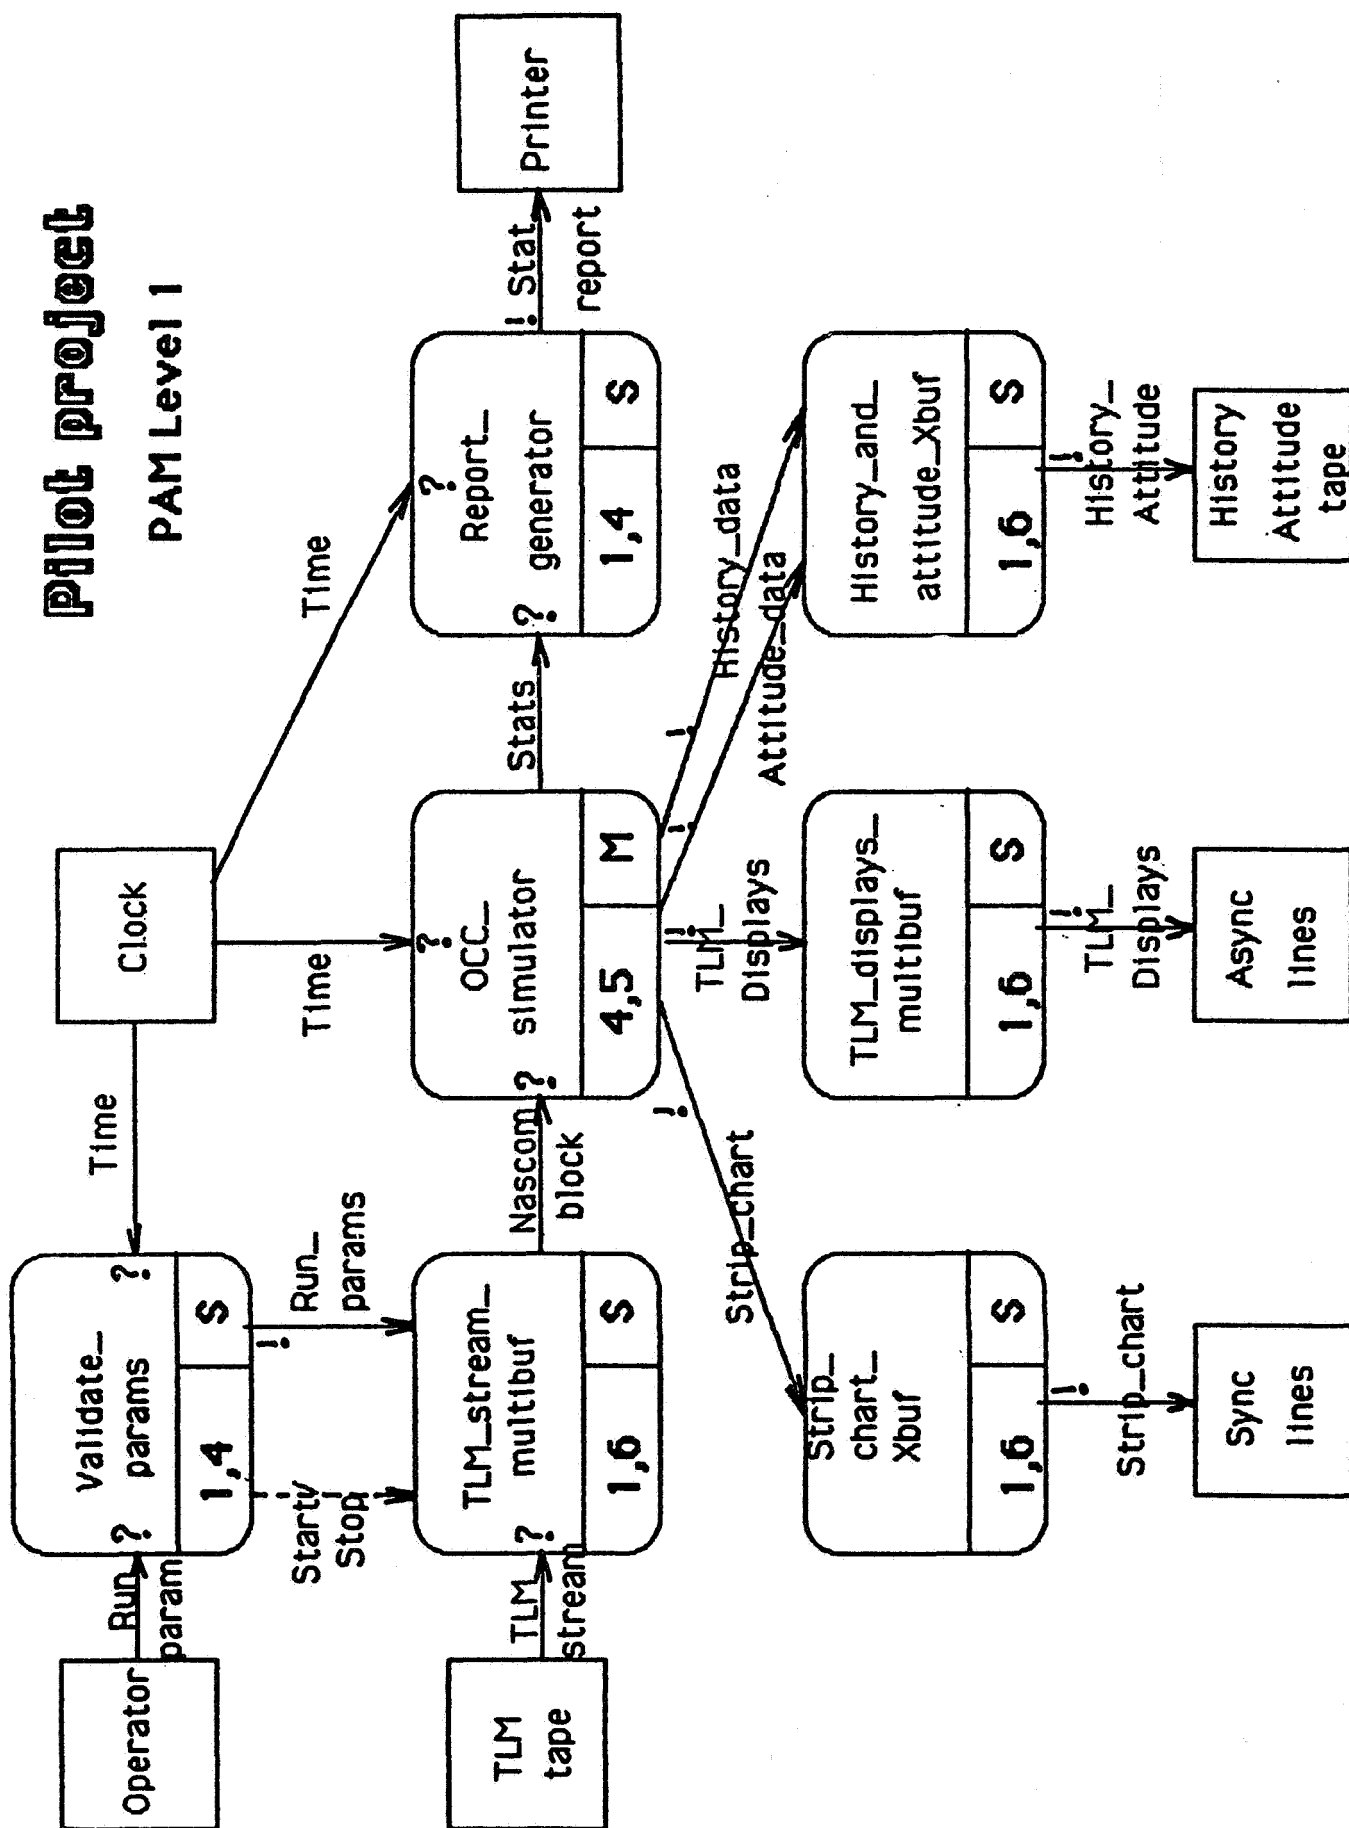 Pilot project
PAM Level 1
Operator
Run
param
?
Validate_
params
?
1,4
S
Time
Clock
Start/
Stop
!
Run_
params
Time
Time
TLM
tape
TLM
stream
?
TLM_stream_
multibuf
1,6
S
Nascom
block
?
?
OCC_
simulator
4,5
M
Stats
?
?
Report_
generator
1,4
S
!
Stat
report
Printer
!
Strip_chart
!
TLM_
Displays
!
Attitude_data
!
History_data
Strip_
chart_
Xbuf
1,6
S
TLM_displays_
multibuf
1,6
S
History_and_
attitude_Xbuf
1,6
S
!
Strip_chart
!
TLM_
Displays
!
History_
Attitude
Sync
lines
Async
lines
History
Attitude
tape